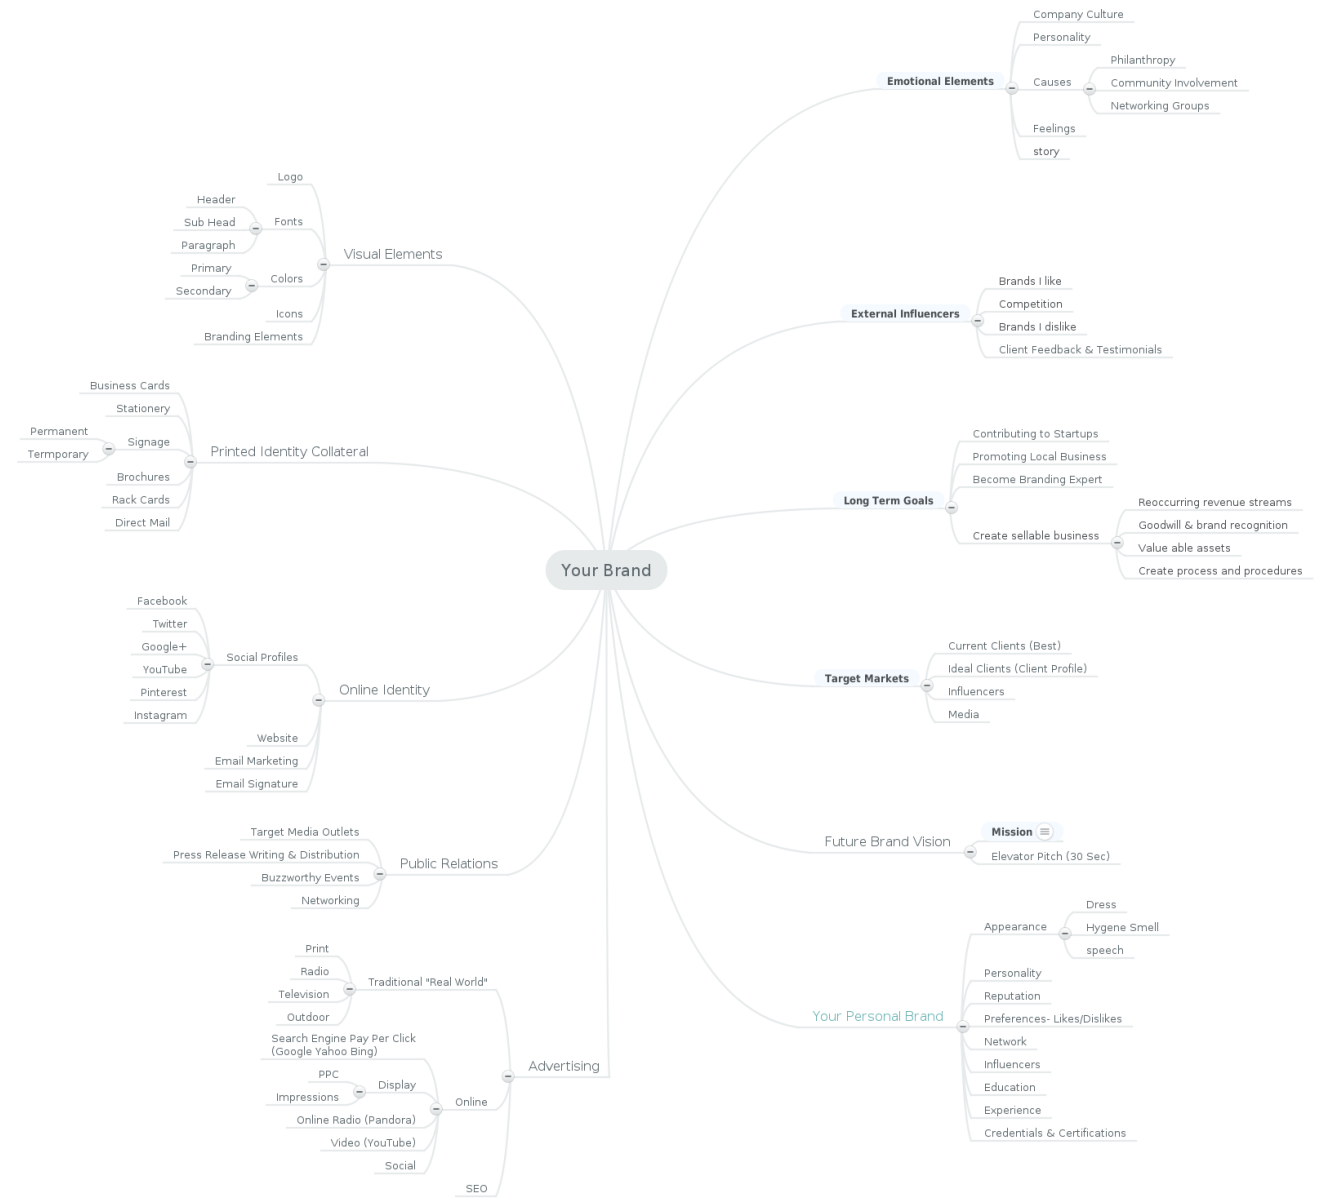 Your Brand
Emotional Elements
Company Culture
Personality
Causes
Philanthropy
Community Involvement
Networking Groups
Feelings
story
External Influencers
Brands I like
Competition
Brands I dislike
Client Feedback & Testimonials
Long Term Goals
Contributing to Startups
Promoting Local Business
Become Branding Expert
Create sellable business
Reoccurring revenue streams
Goodwill & brand recognition
Value able assets
Create process and procedures
Target Markets
Current Clients (Best)
Ideal Clients (Client Profile)
Influencers
Media
Future Brand Vision
Mission
Elevator Pitch (30 Sec)
Your Personal Brand
Appearance
Dress
Hygene Smell
speech
Personality
Reputation
Preferences- Likes/Dislikes
Network
Influencers
Education
Experience
Credentials & Certifications
Visual Elements
Logo
Fonts
Header
Sub Head
Paragraph
Colors
Primary
Secondary
Icons
Branding Elements
Printed Identity Collateral
Business Cards
Stationery
Signage
Permanent
Termporary
Brochures
Rack Cards
Direct Mail
Online Identity
Social Profiles
Facebook
Twitter
Google+
YouTube
Pinterest
Instagram
Website
Email Marketing
Email Signature
Public Relations
Target Media Outlets
Press Release Writing & Distribution
Buzzworthy Events
Networking
Advertising
Traditional "Real World"
Print
Radio
Television
Outdoor
Online
Search Engine Pay Per Click
(Google Yahoo Bing)
Display
PPC
Impressions
Online Radio (Pandora)
Video (YouTube)
Social
SEO